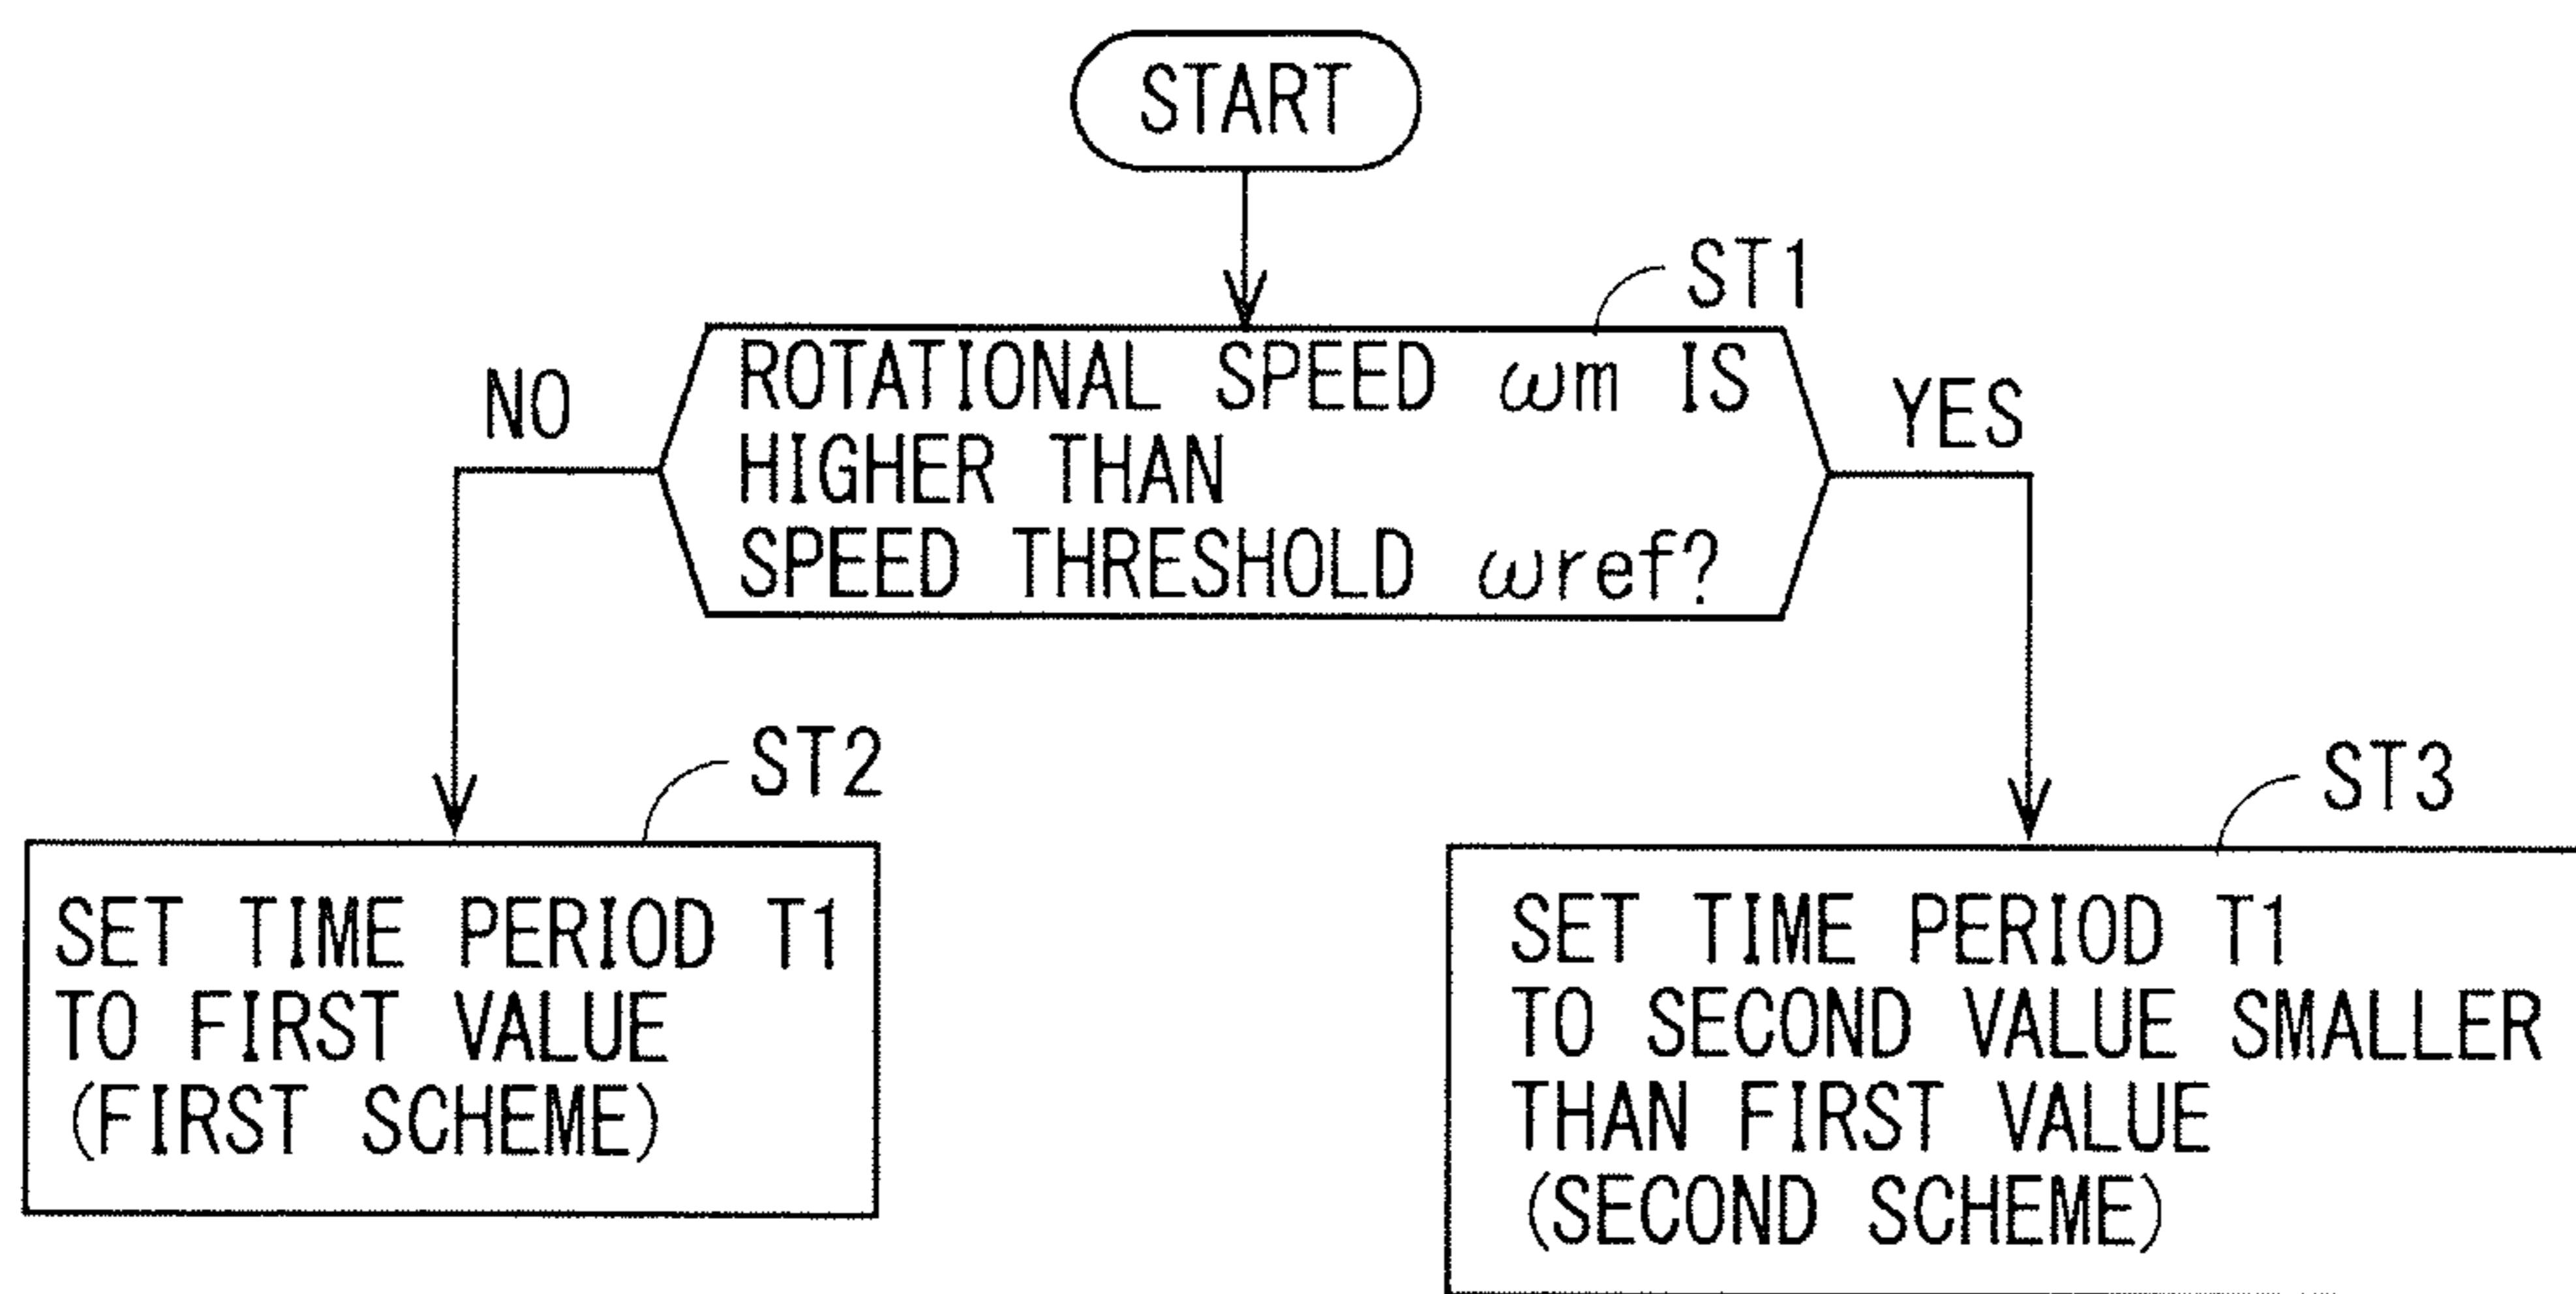 START
ST1
ROTATIONAL SPEED ωm IS
HIGHER THAN
SPEED THRESHOLD ωref?
NO
YES
ST2
SET TIME PERIOD T1
TO FIRST VALUE
(FIRST SCHEME)
ST3
SET TIME PERIOD T1
TO SECOND VALUE SMALLER
THAN FIRST VALUE
(SECOND SCHEME)